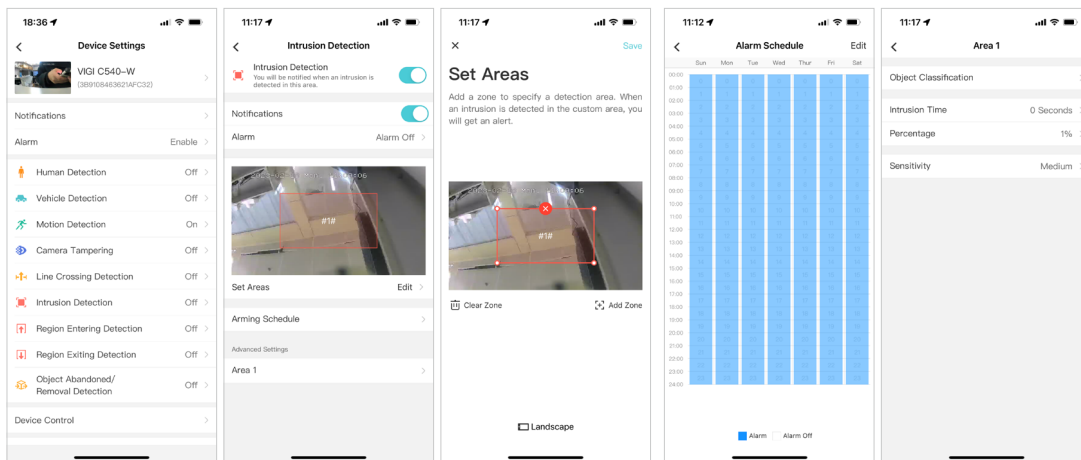 18:36
Device Settings
VIGI C540-W
(3B9108463621AFC32)
Notifications
Alarm Enable
Human Detection Off
Vehicle Detection Off
Motion Detection On
Camera Tampering Off
Line Crossing Detection Off
Intrusion Detection Off
Region Entering Detection Off
Region Exiting Detection Off
Object Abandoned/
Removal Detection Off
Device Control
11:17
Intrusion Detection
Intrusion Detection
You will be notified when an intrusion is
detected in this area.
Notifications
Alarm Alarm Off
#1#
Set Areas Edit
Arming Schedule
Advanced Settings
Area 1
11:17
Save
Set Areas
Add a zone to specify a detection area. When
an intrusion is detected in the custom area, you
will get an alert.
#1#
Clear Zone Add Zone
Landscape
11:12
Alarm Schedule Edit
Sun Mon Tue Wed Thur Fri Sat
00:00
01:00
02:00
03:00
04:00
05:00
06:00
07:00
08:00
09:00
10:00
11:00
12:00
13:00
14:00
15:00
16:00
17:00
18:00
19:00
20:00
21:00
22:00
23:00
24:00
Alarm Alarm Off
11:17
Area 1
Object Classification
Intrusion Time 0 Seconds
Percentage 1%
Sensitivity Medium